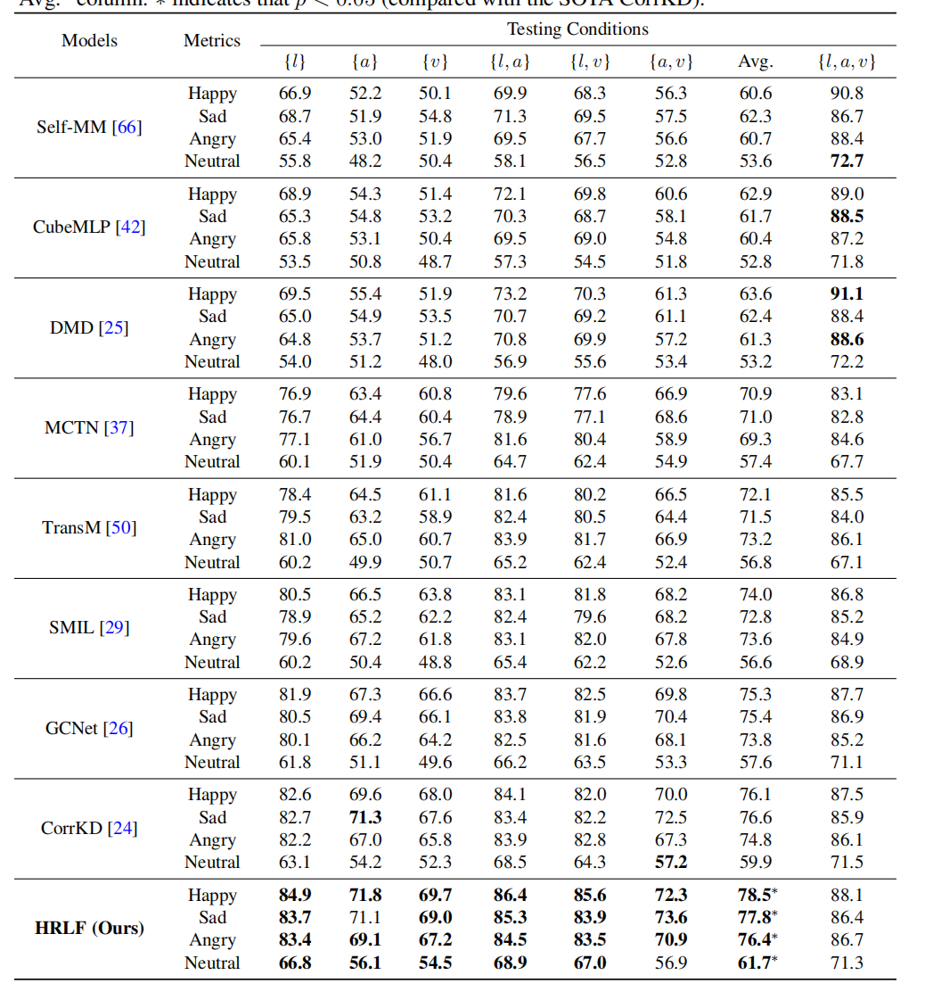 Avg." column. * indicates that p < 0.05 (compared with the SOTA CorrKD).
Models Metrics Testing Conditions
{l} {a} {v} {l, a} {l, v} {a, v} Avg. {l, a, v}
Self-MM [66]
Happy 66.9 52.2 50.1 69.9 68.3 56.3 60.6 90.8
Sad 68.7 51.9 54.8 71.3 69.5 57.5 62.3 86.7
Angry 65.4 53.0 51.9 69.5 67.7 56.6 60.7 88.4
Neutral 55.8 48.2 50.4 58.1 56.5 52.8 53.6 72.7
CubeMLP [42]
Happy 68.9 54.3 51.4 72.1 69.8 60.6 62.9 89.0
Sad 65.3 54.8 53.2 70.3 68.7 58.1 61.7 88.5
Angry 65.8 53.1 50.4 69.5 69.0 54.8 60.4 87.2
Neutral 53.5 50.8 48.7 57.3 54.5 51.8 52.8 71.8
DMD [25]
Happy 69.5 55.4 51.9 73.2 70.3 61.3 63.6 91.1
Sad 65.0 54.9 53.5 70.7 69.2 61.1 62.4 88.4
Angry 64.8 53.7 51.2 70.8 69.9 57.2 61.3 88.6
Neutral 54.0 51.2 48.0 56.9 55.6 53.4 53.2 72.2
MCTN [37]
Happy 76.9 63.4 60.8 79.6 77.6 66.9 70.9 83.1
Sad 76.7 64.4 60.4 78.9 77.1 68.6 71.0 82.8
Angry 77.1 61.0 56.7 81.6 80.4 58.9 69.3 84.6
Neutral 60.1 51.9 50.4 64.7 62.4 54.9 57.4 67.7
TransM [50]
Happy 78.4 64.5 61.1 81.6 80.2 66.5 72.1 85.5
Sad 79.5 63.2 58.9 82.4 80.5 64.4 71.5 84.0
Angry 81.0 65.0 60.7 83.9 81.7 66.9 73.2 86.1
Neutral 60.2 49.9 50.7 65.2 62.4 52.4 56.8 67.1
SMIL [29]
Happy 80.5 66.5 63.8 83.1 81.8 68.2 74.0 86.8
Sad 78.9 65.2 62.2 82.4 79.6 68.2 72.8 85.2
Angry 79.6 67.2 61.8 83.1 82.0 67.8 73.6 84.9
Neutral 60.2 50.4 48.8 65.4 62.2 52.6 56.6 68.9
GCNet [26]
Happy 81.9 67.3 66.6 83.7 82.5 69.8 75.3 87.7
Sad 80.5 69.4 66.1 83.8 81.9 70.4 75.4 86.9
Angry 80.1 66.2 64.2 82.5 81.6 68.1 73.8 85.2
Neutral 61.8 51.1 49.6 66.2 63.5 53.3 57.6 71.1
CorrKD [24]
Happy 82.6 69.6 68.0 84.1 82.0 70.0 76.1 87.5
Sad 82.7 71.3 67.6 83.4 82.2 72.5 76.6 85.9
Angry 82.2 67.0 65.8 83.9 82.8 67.3 74.8 86.1
Neutral 63.1 54.2 52.3 68.5 64.3 57.2 59.9 71.5
HRLF (Ours)
Happy 84.9 71.8 69.7 86.4 85.6 72.3 78.5* 88.1
Sad 83.7 71.1 69.0 85.3 83.9 73.6 77.8* 86.4
Angry 83.4 69.1 67.2 84.5 83.5 70.9 76.4* 86.7
Neutral 66.8 56.1 54.5 68.9 67.0 56.9 61.7* 71.3